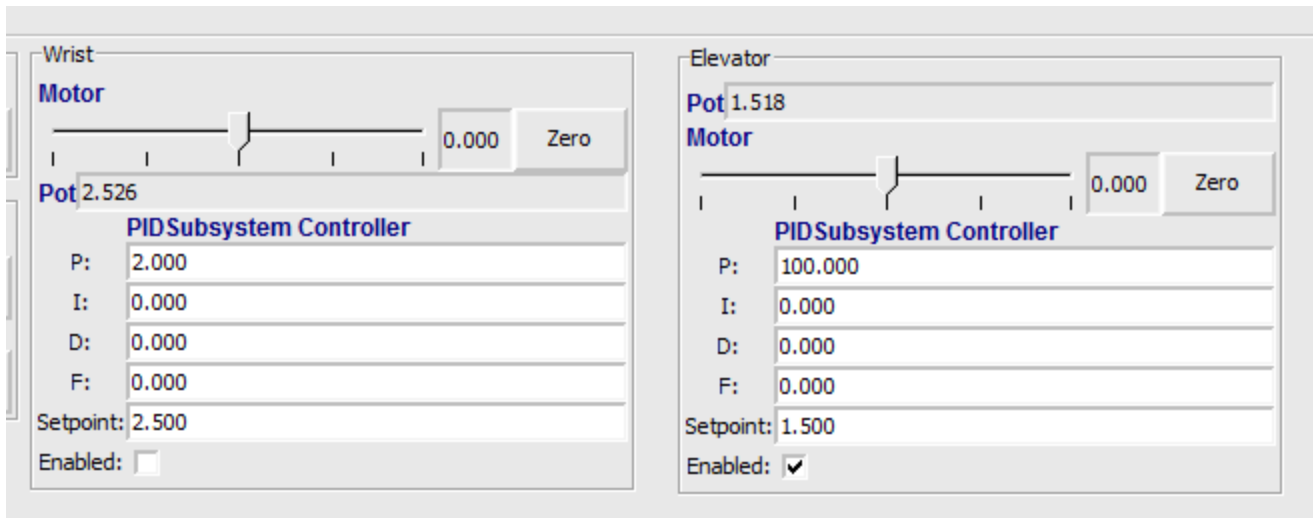 Wrist
Motor
0.000 Zero
Pot 2.526
PIDSubsystem Controller
P: 2.000
I: 0.000
D: 0.000
F: 0.000
Setpoint: 2.500
Enabled:
Elevator
Pot 1.518
Motor
0.000 Zero
PIDSubsystem Controller
P: 100.000
I: 0.000
D: 0.000
F: 0.000
Setpoint: 1.500
Enabled: